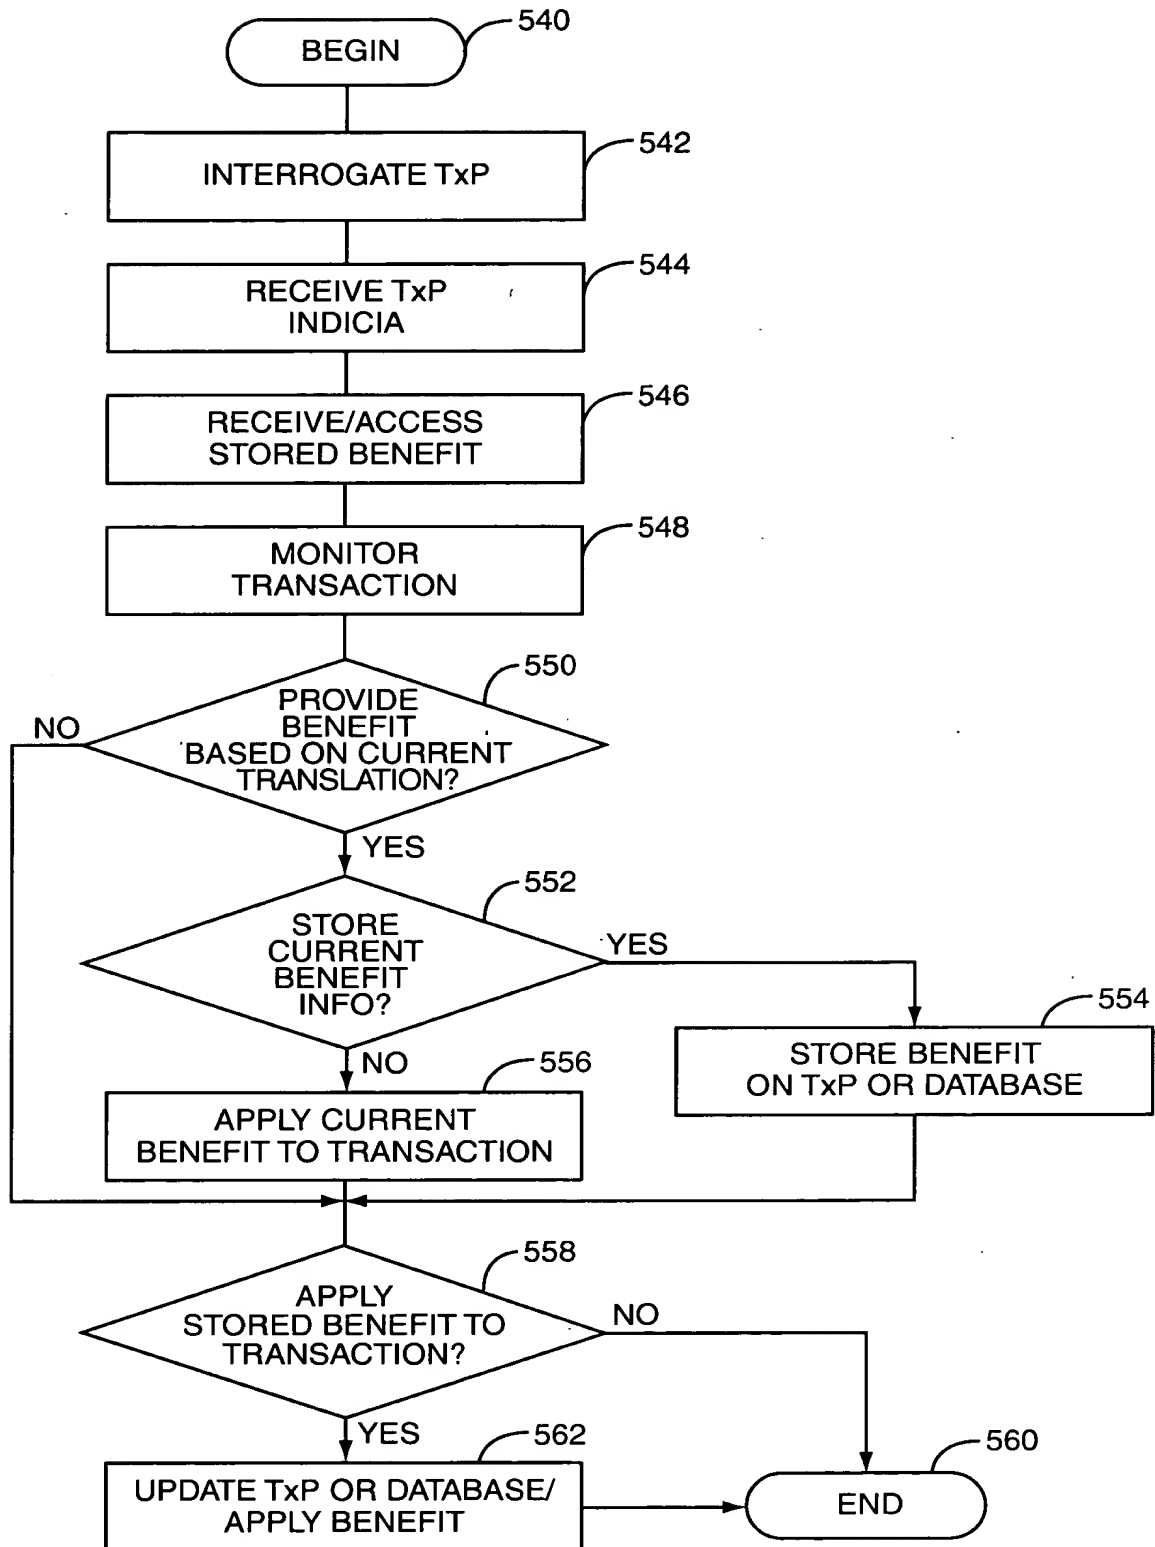 540
BEGIN
542
INTERROGATE TxP
544
RECEIVE TxP
INDICIA
546
RECEIVE/ACCESS
STORED BENEFIT
548
MONITOR
TRANSACTION
550
PROVIDE
BENEFIT
BASED ON CURRENT
TRANSLATION?
NO
YES
552
STORE
CURRENT
BENEFIT
INFO?
YES
554
STORE BENEFIT
ON TxP OR DATABASE
NO
556
APPLY CURRENT
BENEFIT TO TRANSACTION
558
APPLY
STORED BENEFIT TO
TRANSACTION?
NO
YES
562
UPDATE TxP OR DATABASE/
APPLY BENEFIT
560
END